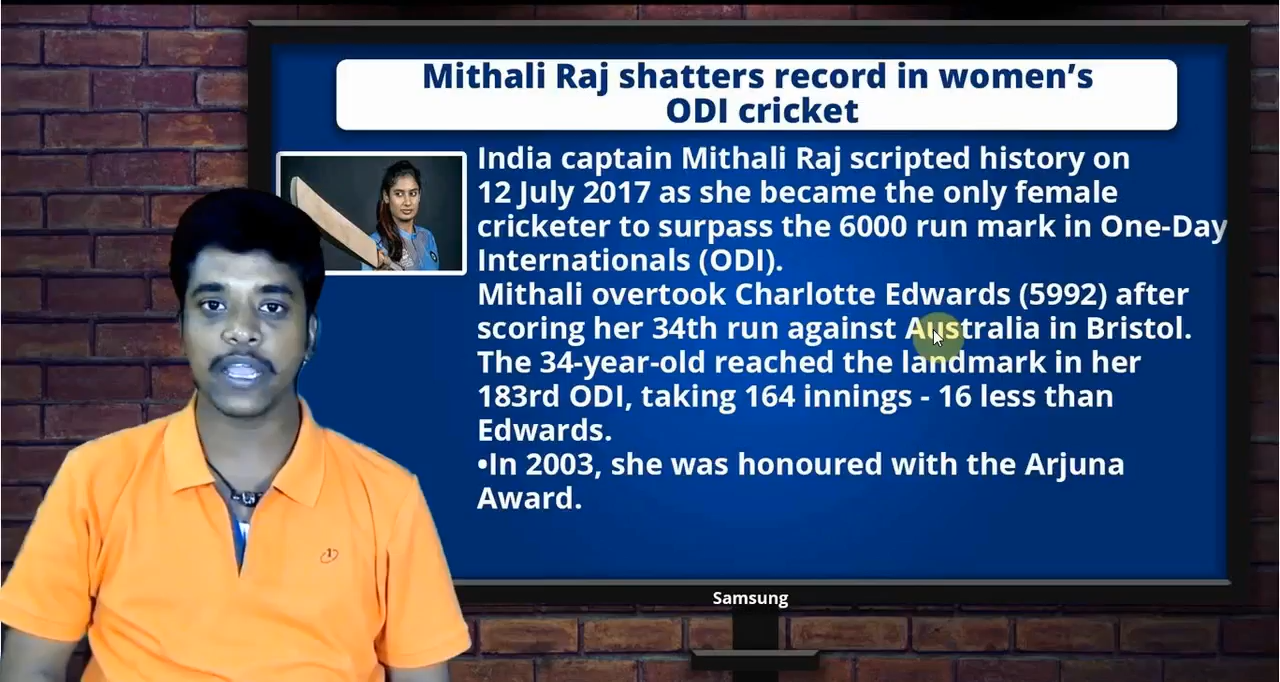 Mithali Raj shatters record in women’s
ODI cricket
India captain Mithali Raj scripted history on
12 July 2017 as she became the only female
cricketer to surpass the 6000 run mark in One-Day
Internationals (ODI).
Mithali overtook Charlotte Edwards (5992) after
scoring her 34th run against Australia in Bristol.
The 34-year-old reached the landmark in her
183rd ODI, taking 164 innings - 16 less than
Edwards.
•In 2003, she was honoured with the Arjuna
Award.
Samsung